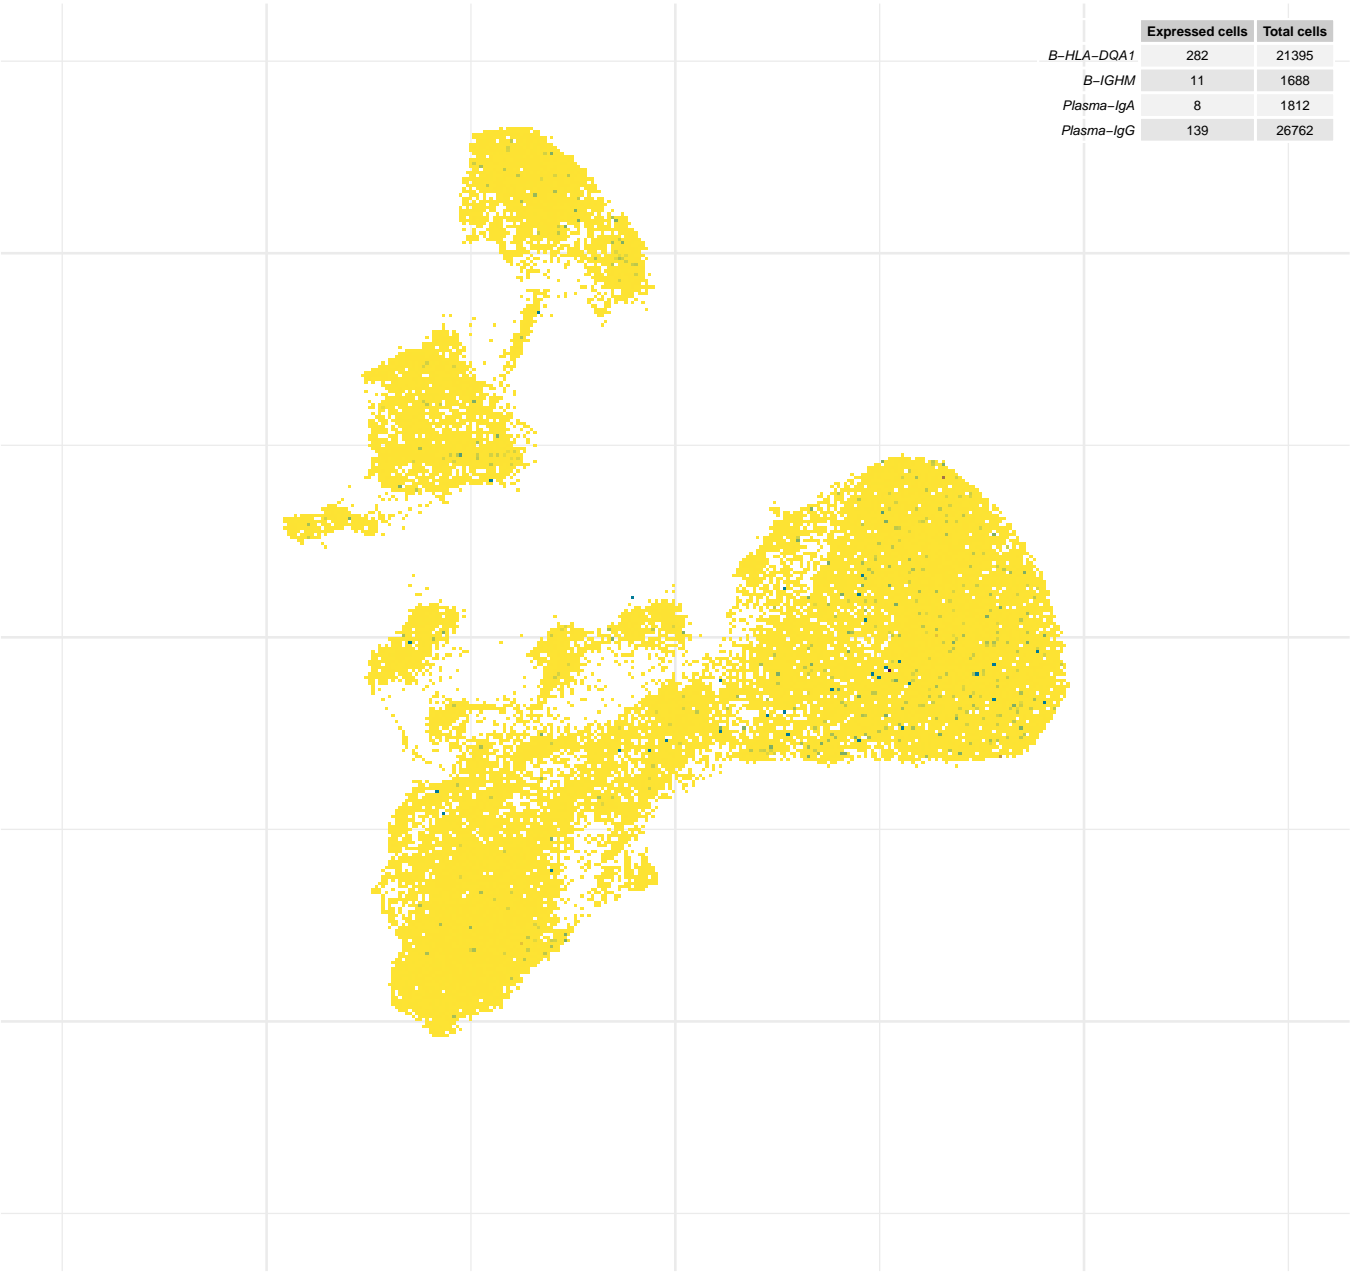 Expressed cells Total cells
B−HLA−DQA1 282 21395
B−IGHM 11 1688
Plasma−IgA 8 1812
Plasma−IgG 139 26762